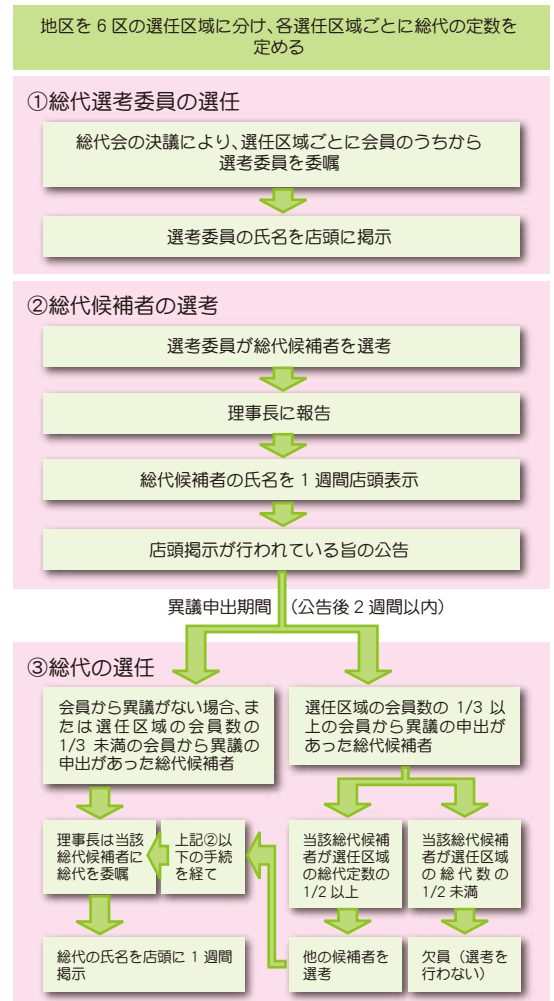 地区を6区の選任区域に分け、各選任区域ごとに総代の定数を
定める
①総代選考委員の選任
総代会の決議により、選任区域ごとに会員のうちから
選考委員を委嘱
選考委員の氏名を店頭に掲示
②総代候補者の選考
選考委員が総代候補者を選考
理事長に報告
総代候補者の氏名を1週間店頭表示
店頭掲示が行われている旨の公告
異議申出期間（公告後2週間以内）
③総代の選任
会員から異議がない場合、ま
たは選任区域の会員数の
1/3 未満の会員から異議の
申出があった総代候補者
選任区域の会員数の 1/3 以
上の会員から異議の申出が
あった総代候補者
理事長は当該
総代候補者に
総代を委嘱
上記②以
下の手続
を経て
当該総代候補
者が選任区域
の総代定数の
1/2 以上
当該総代候補
者が選任区域
の総代数の
1/2 未満
総代の氏名を店頭に1週間
掲示
他の候補者を
選考
欠員（選考を
行わない）